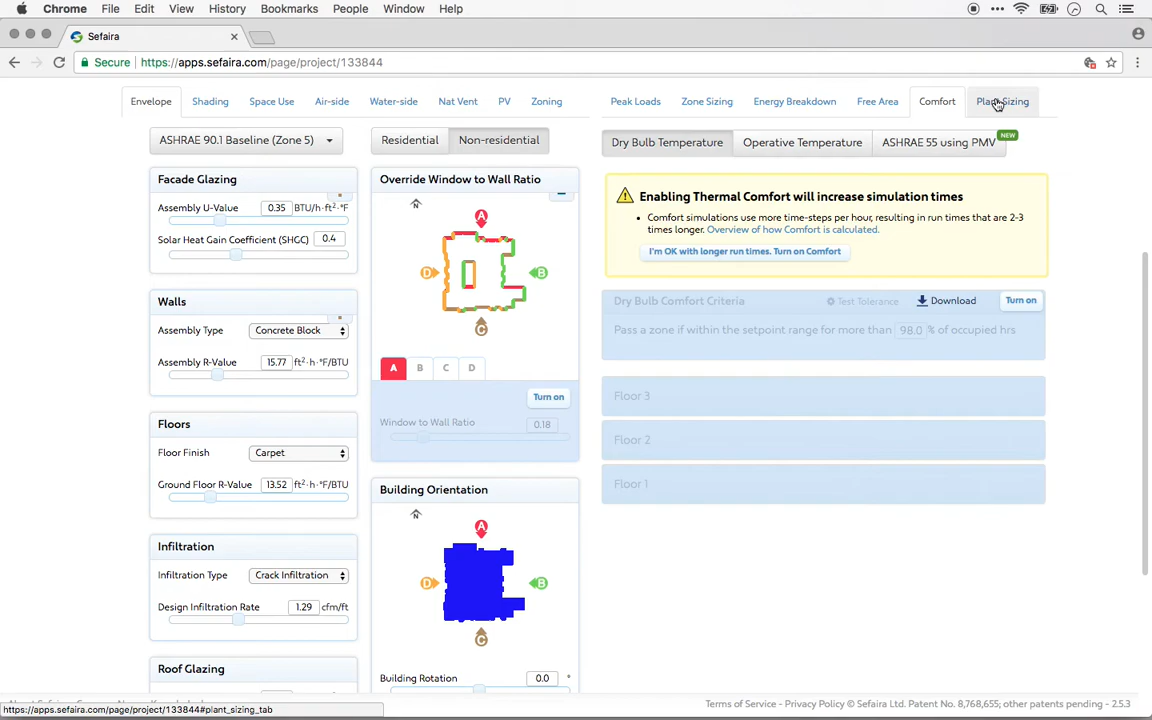 Chrome File Edit View History Bookmarks People Window Help
Sefaira
Secure https://apps.sefaira.com/page/project/133844
Envelope Shading Space Use Air-side Water-side Nat Vent PV Zoning
Peak Loads Zone Sizing Energy Breakdown Free Area Comfort Plant Sizing
ASHRAE 90.1 Baseline (Zone 5)
Residential Non-residential
Dry Bulb Temperature Operative Temperature ASHRAE 55 using PMV NEW
Facade Glazing
Assembly U-Value 0.35 BTU/h·ft²·°F
Solar Heat Gain Coefficient (SHGC) 0.4
Walls
Assembly Type Concrete Block
Assembly R-Value 15.77 ft²·h·°F/BTU
Floors
Floor Finish Carpet
Ground Floor R-Value 13.52 ft²·h·°F/BTU
Infiltration
Infiltration Type Crack Infiltration
Design Infiltration Rate 1.29 cfm/ft
Roof Glazing
Override Window to Wall Ratio
N
A
D B
C
A B C D
Turn on
Window to Wall Ratio 0.18
Building Orientation
N
A
D B
C
Building Rotation 0.0 °
Enabling Thermal Comfort will increase simulation times
• Comfort simulations use more time-steps per hour, resulting in run times that are 2-3
times longer. Overview of how Comfort is calculated.
I'm OK with longer run times. Turn on Comfort
Dry Bulb Comfort Criteria Test Tolerance Download Turn on
Pass a zone if within the setpoint range for more than 98.0 % of occupied hrs
Floor 3
Floor 2
Floor 1
https://apps.sefaira.com/page/project/133844#plant_sizing_tab
Terms of Service - Privacy Policy © Sefaira Ltd. Patent No. 8,768,655; other patents pending - 2.5.3